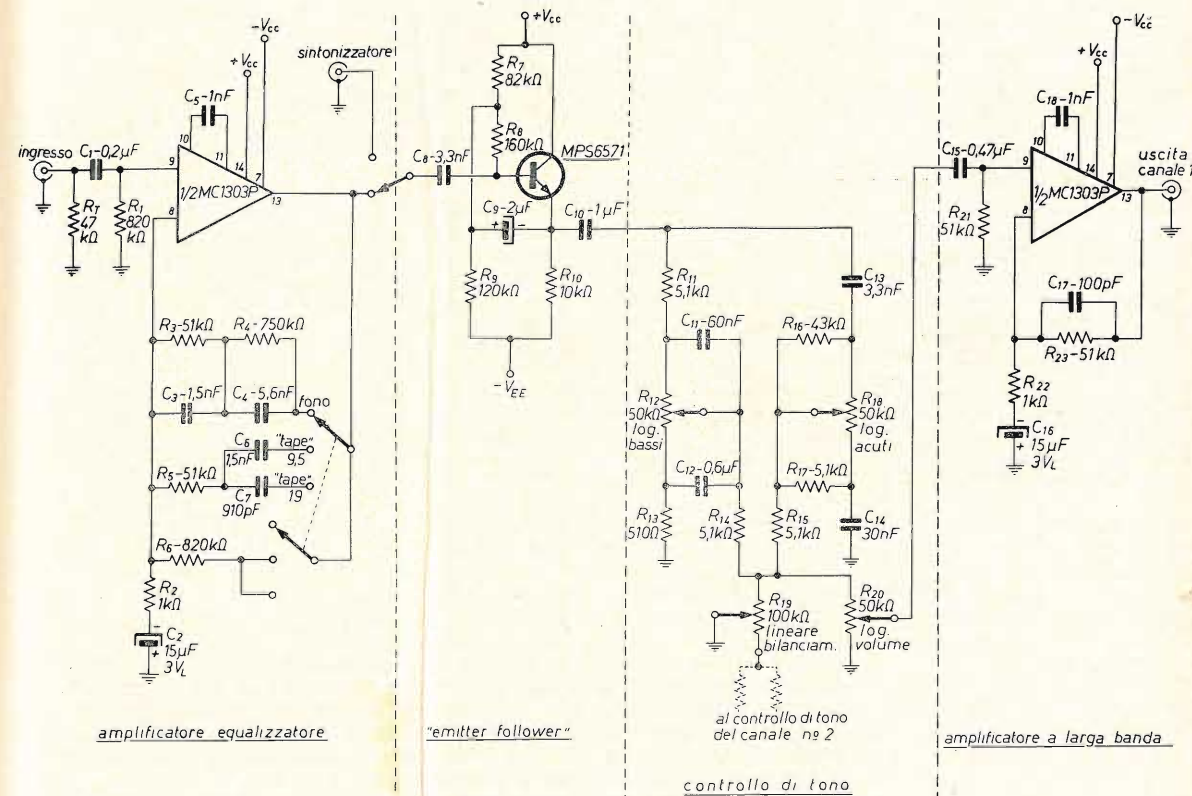 ingresso
C1-0,2µF
RT
47
kΩ
R1
820
kΩ
C5-1nF
10
11
14
7
9
8
13
1/2MC1303P
+Vcc
-Vcc
sintonizzatore
R3-51kΩ
R4-750kΩ
C3-1,5nF
C4-5,6nF
fono
C6
1,5nF
"tape"
9,5
R5-51kΩ
C7
910pF
"tape"
19
R6-820kΩ
R2
1kΩ
-
C2
+ 15µF
3VL
amplificatore equalizzatore
+Vcc
R7
82kΩ
R8
160kΩ
MPS6571
C8-3,3nF
C9-2µF
+ -
C10-1µF
R9
120kΩ
R10
10kΩ
-VEE
"emitter follower"
R11
5,1kΩ
C13
3,3nF
C11-60nF
R16-43kΩ
R12
50kΩ
log.
bassi
R18
50kΩ
log.
acuti
C12-0,6µF
R17-5,1kΩ
R13
510Ω
R14
5,1kΩ
R15
5,1kΩ
C14
30nF
R19
100kΩ
lineare
bilanciam.
R20
50kΩ
log.
volume
al controllo di tono
del canale nº 2
controllo di tono
-Vcc
+Vcc
C18-1nF
10
11
14
7
C15-0,47µF
9
8
13
1/2MC1303P
uscita
canale 1
R21
51kΩ
C17-100pF
R23-51kΩ
R22
1kΩ
-
C16
+ 15µF
3VL
amplificatore a larga banda